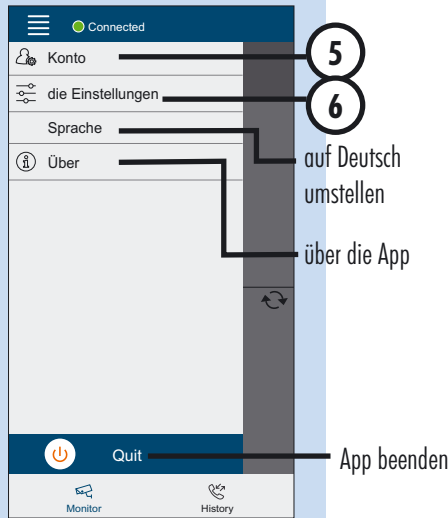 Connected
Konto
5
die Einstellungen
6
Sprache
auf Deutsch
umstellen
Über
über die App
Quit
App beenden
Monitor
History